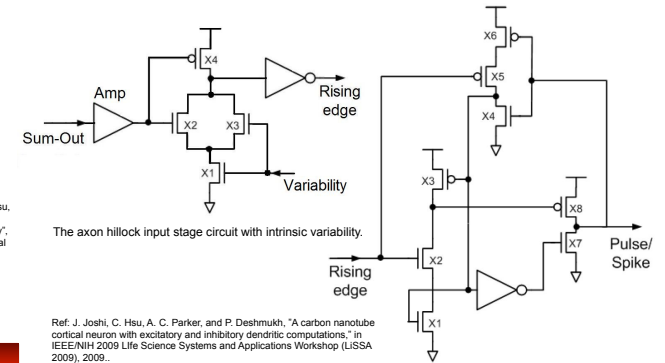 X4
Amp
Rising
edge
X2
X3
Sum-Out
X1
Variability
The axon hillock input stage circuit with intrinsic variability.
su,
y",
al
Ref: J. Joshi, C. Hsu, A. C. Parker, and P. Deshmukh, "A carbon nanotube
cortical neuron with excitatory and inhibitory dendritic computations," in
IEEE/NIH 2009 LIfe Science Systems and Applications Workshop (LiSSA
2009), 2009..
X6
X5
X4
X3
X8
X7
Pulse/
Spike
X2
Rising
edge
X1